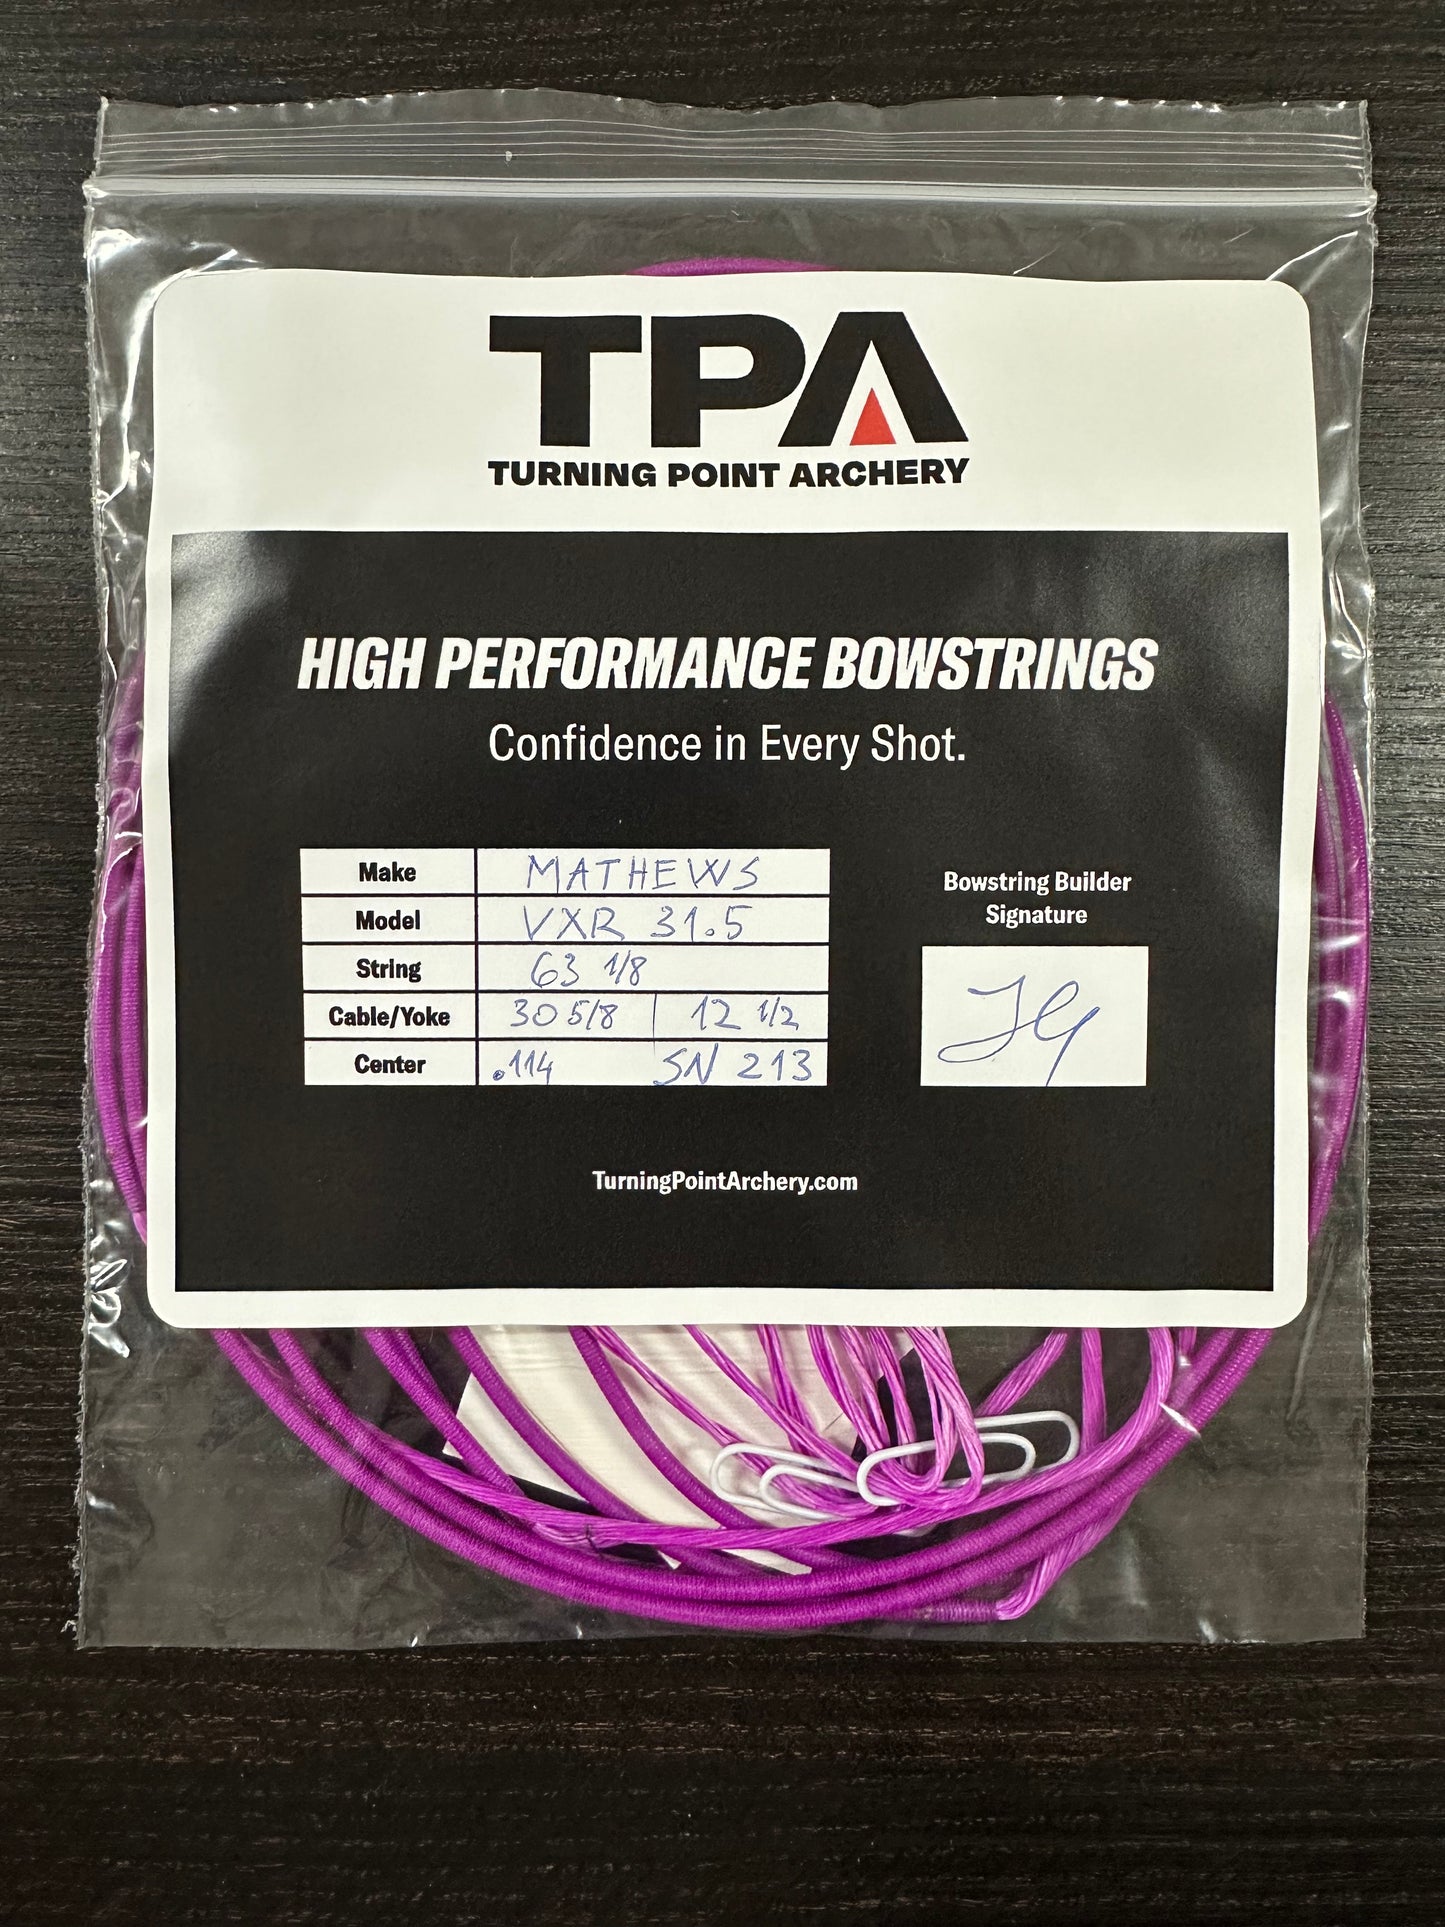 TPA
TURNING POINT ARCHERY
HIGH PERFORMANCE BOWSTRINGS
Confidence in Every Shot.
Make MATHEWS
Model VXR 31.5
String 63 1/8
Cable/Yoke 30 5/8 | 12 1/2
Center .114 SN 213
Bowstring Builder
Signature
TurningPointArchery.com